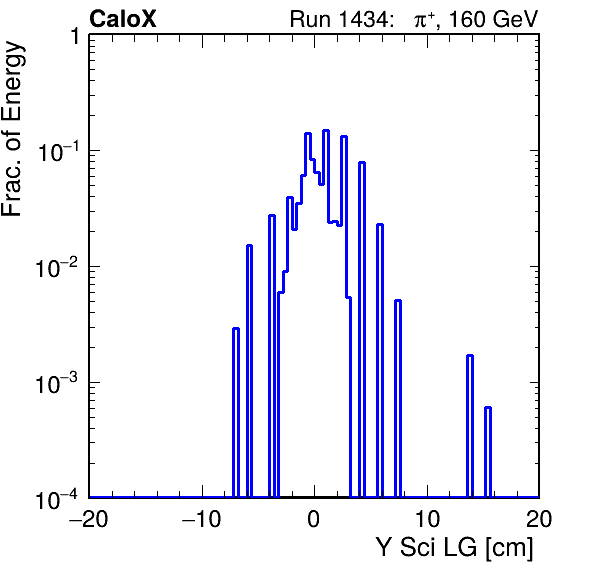 CaloX Run 1434: π⁺, 160 GeV
Frac. of Energy
1
10⁻¹
10⁻²
10⁻³
10⁻⁴
−20 −10 0 10 20
Y Sci LG [cm]